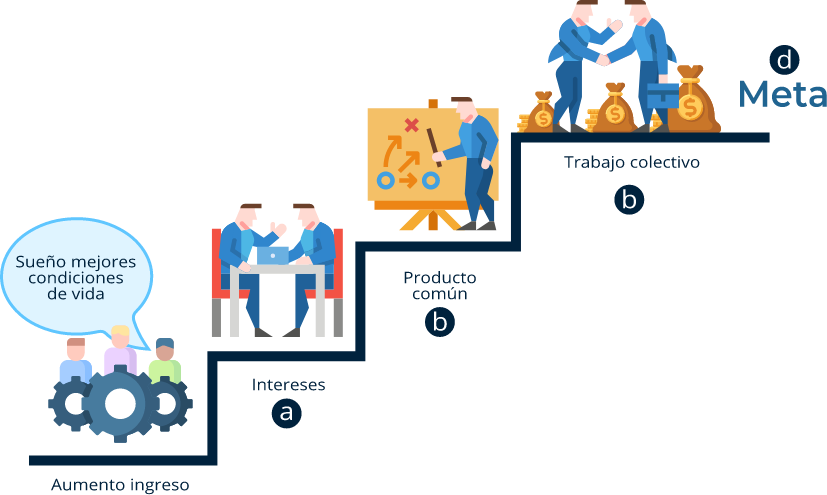 d
Meta
Trabajo colectivo
b
Producto
común
b
Sueño mejores
condiciones
de vida
Intereses
a
Aumento ingreso